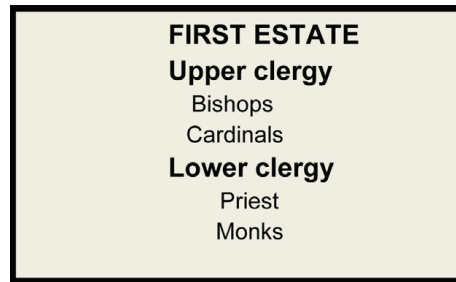 FIRST ESTATE
Upper clergy
Bishops
Cardinals
Lower clergy
Priest
Monks